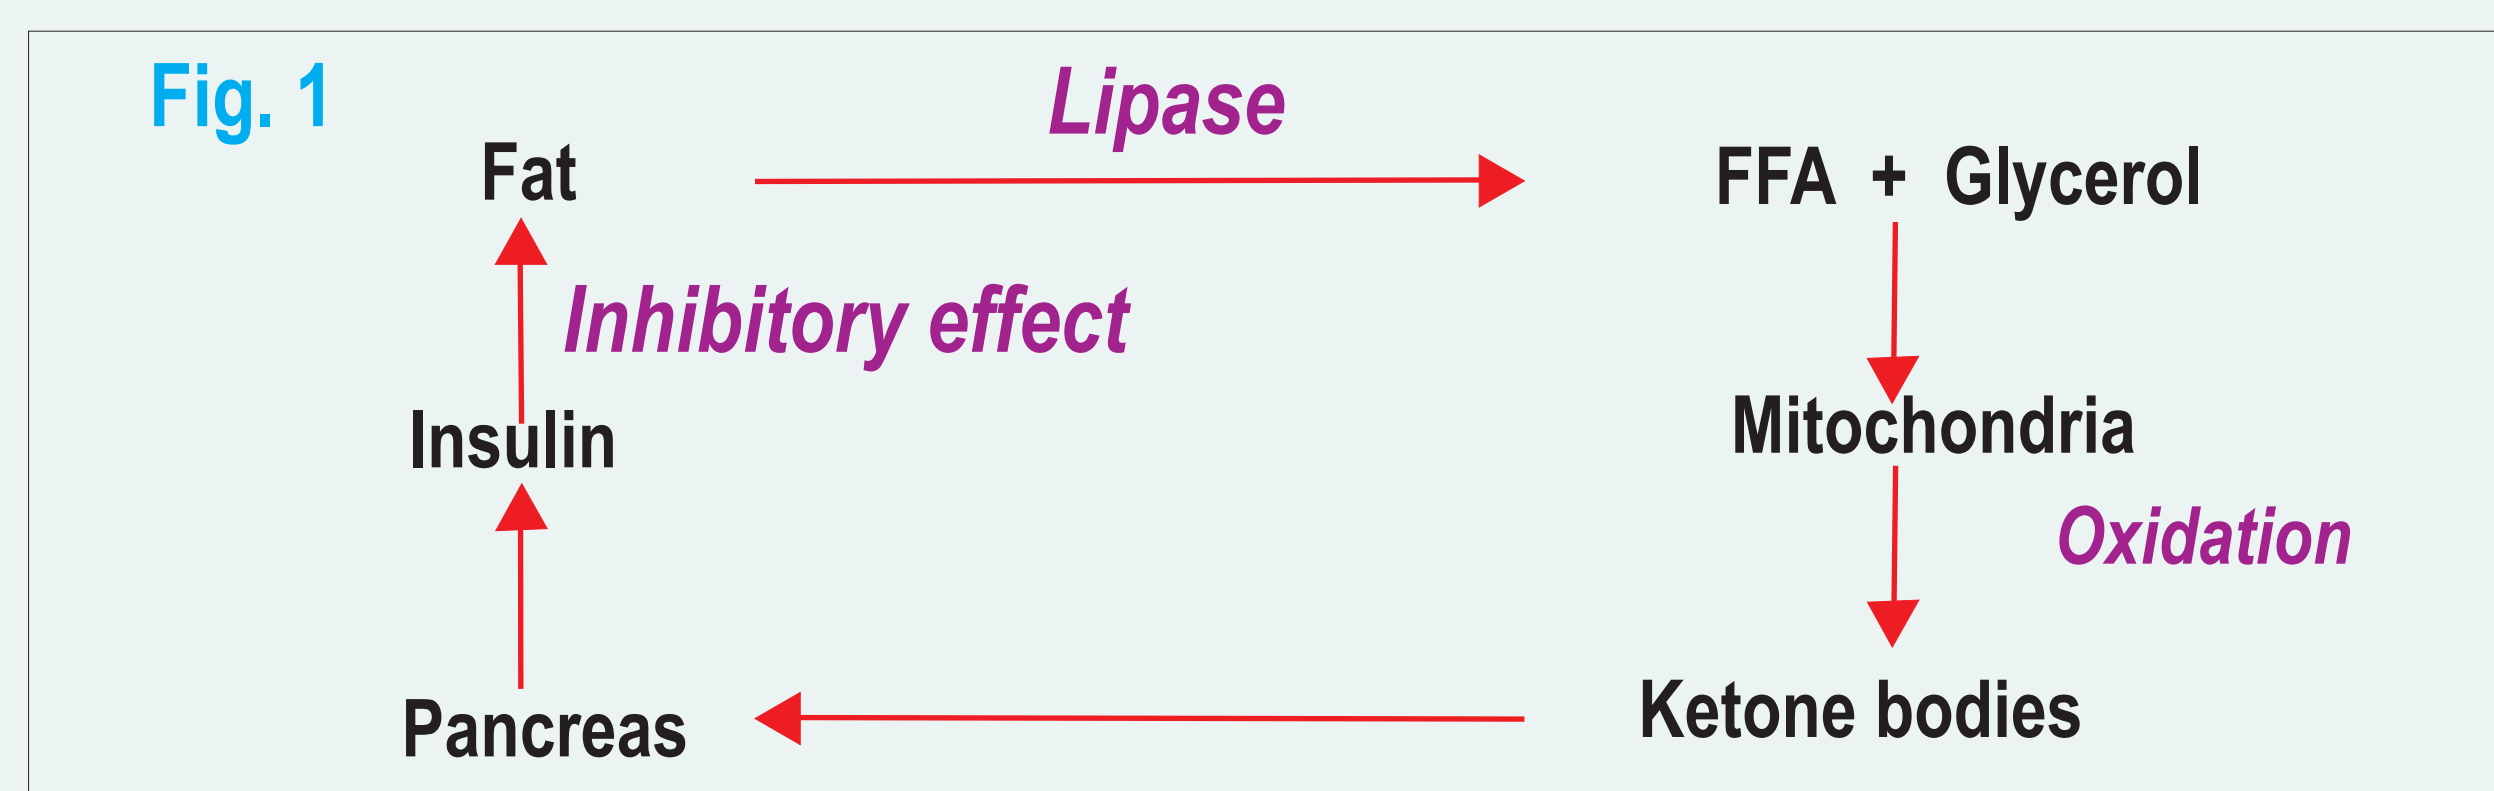 Fig. 1
Lipase
Fat
FFA + Glycerol
Inhibitory effect
Insulin
Mitochondria
Oxidation
Pancreas
Ketone bodies